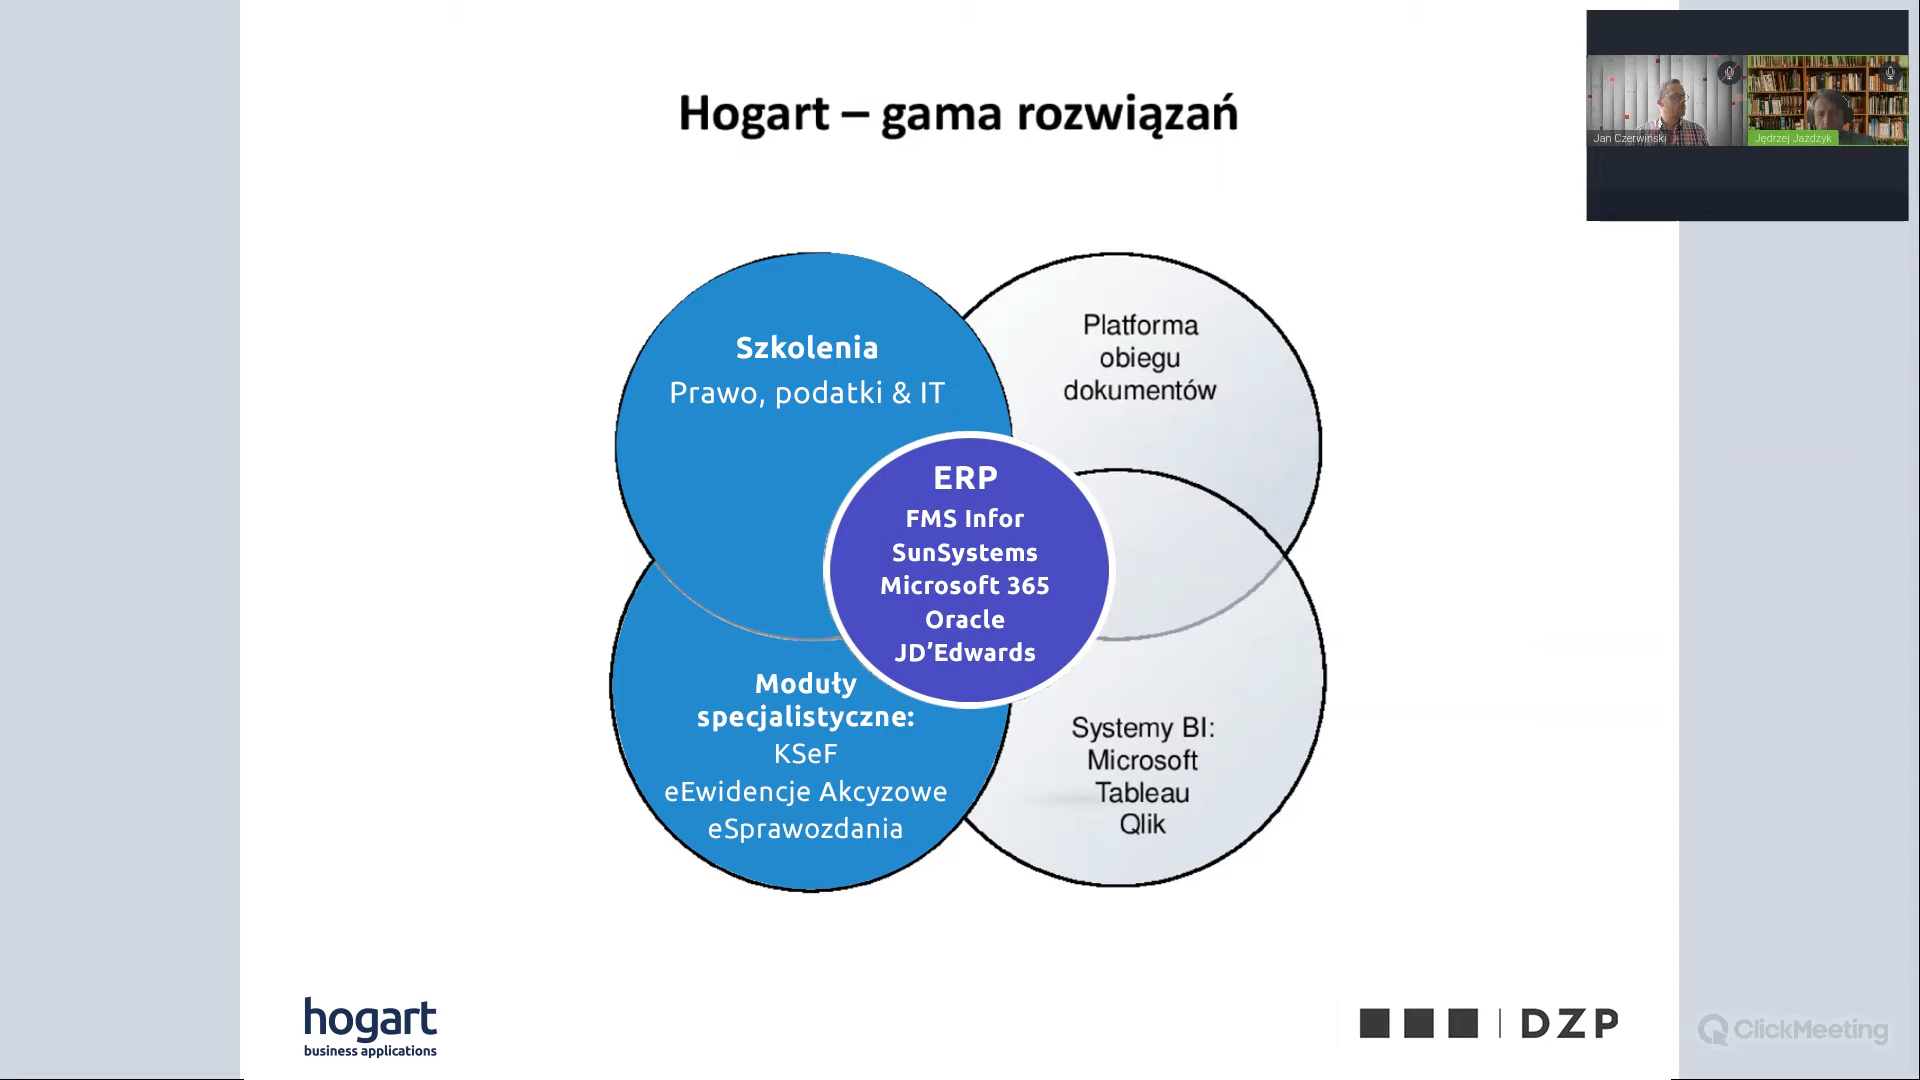 Hogart – gama rozwiązań
Jan Czerwiński
Jędrzej Jażdżyk
Szkolenia
Prawo, podatki & IT
Platforma
obiegu
dokumentów
ERP
FMS Infor
SunSystems
Microsoft 365
Oracle
JD’Edwards
Moduły
specjalistyczne:
KSeF
eEwidencje Akcyzowe
eSprawozdania
Systemy BI:
Microsoft
Tableau
Qlik
hogart
business applications
DZP
ClickMeeting